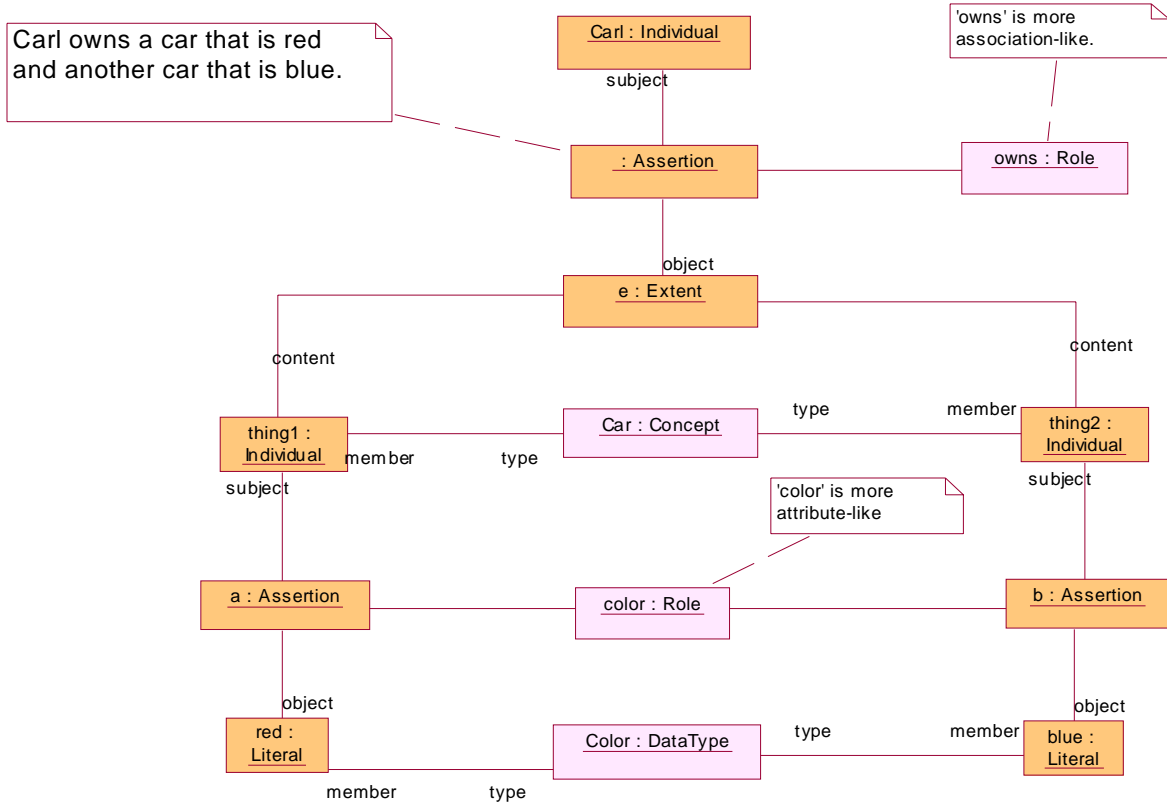 Carl owns a car that is red
and another car that is blue.
Carl : Individual
'owns' is more
association-like.
subject
: Assertion
owns : Role
object
e : Extent
content
content
thing1 :
Individual
member
type
Car : Concept
type
member
thing2 :
Individual
subject
subject
'color' is more
attribute-like
a : Assertion
color : Role
b : Assertion
object
object
red :
Literal
member
type
Color : DataType
type
member
blue :
Literal